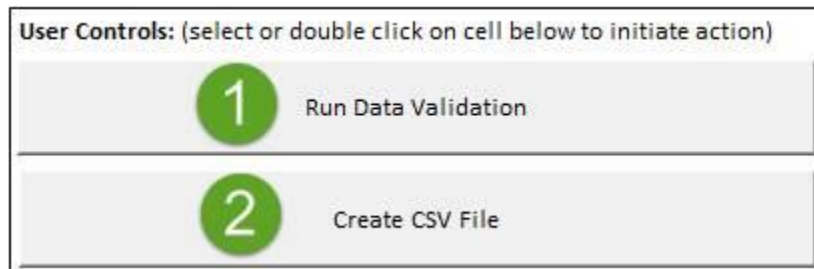 User Controls: (select or double click on cell below to initiate action)
1 Run Data Validation
2 Create CSV File